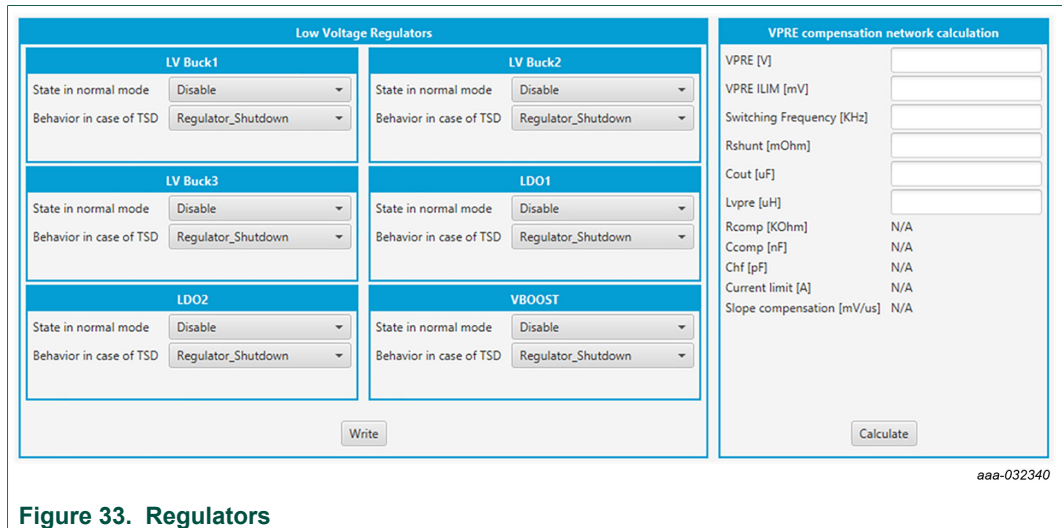 Low Voltage Regulators
LV Buck1
State in normal mode Disable
Behavior in case of TSD Regulator_Shutdown
LV Buck2
State in normal mode Disable
Behavior in case of TSD Regulator_Shutdown
LV Buck3
State in normal mode Disable
Behavior in case of TSD Regulator_Shutdown
LDO1
State in normal mode Disable
Behavior in case of TSD Regulator_Shutdown
LDO2
State in normal mode Disable
Behavior in case of TSD Regulator_Shutdown
VBOOST
State in normal mode Disable
Behavior in case of TSD Regulator_Shutdown
Write
VPRE compensation network calculation
VPRE [V]
VPRE ILIM [mV]
Switching Frequency [KHz]
Rshunt [mOhm]
Cout [uF]
Lvpre [uH]
Rcomp [KOhm] N/A
Ccomp [nF] N/A
Chf [pF] N/A
Current limit [A] N/A
Slope compensation [mV/us] N/A
Calculate
aaa-032340
Figure 33. Regulators